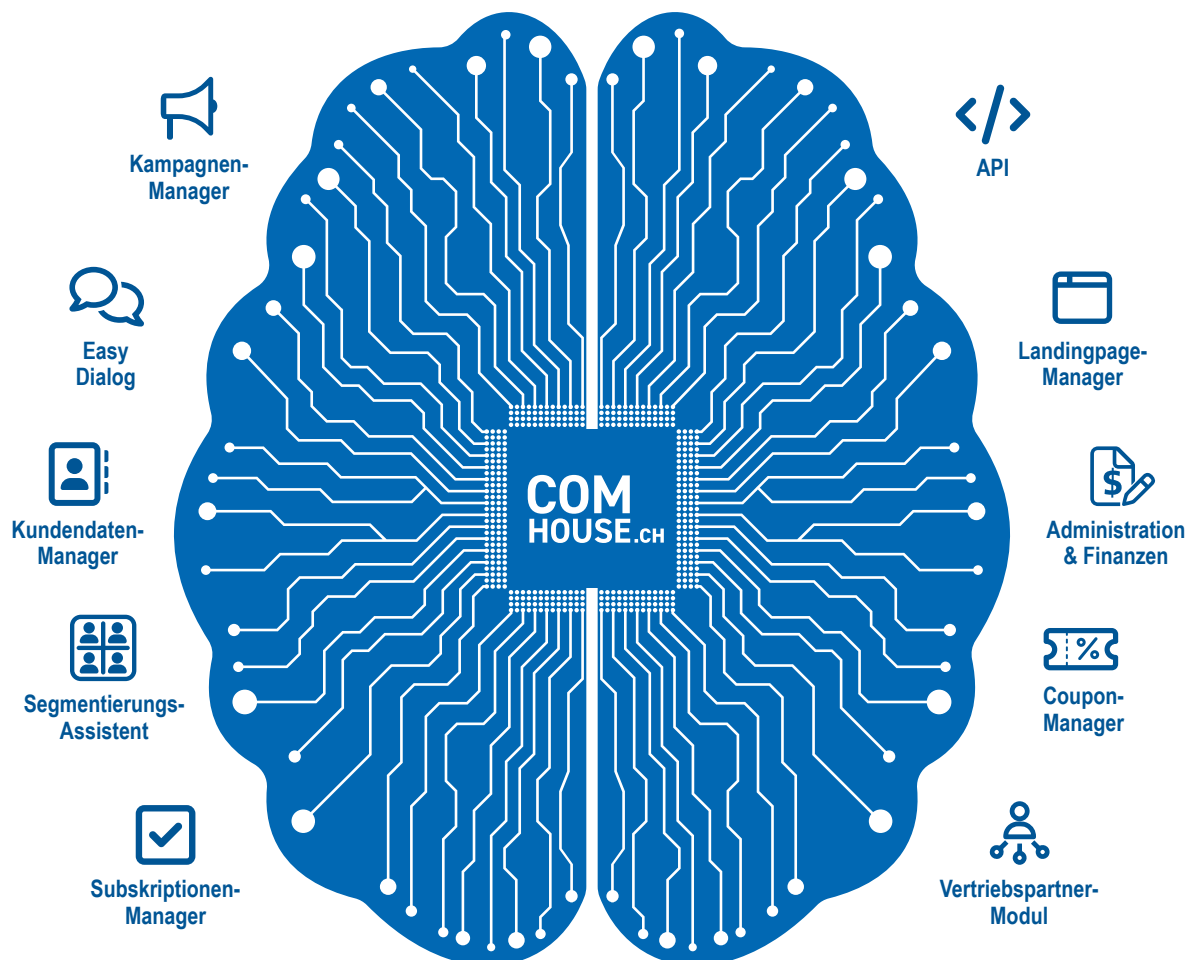 Kampagnen-
Manager
API
Easy
Dialog
Landingpage-
Manager
Kundendaten-
Manager
COM
HOUSE.CH
Administration
& Finanzen
Segmentierungs-
Assistent
%
Coupon-
Manager
Subskriptionen-
Manager
Vertriebspartner-
Modul